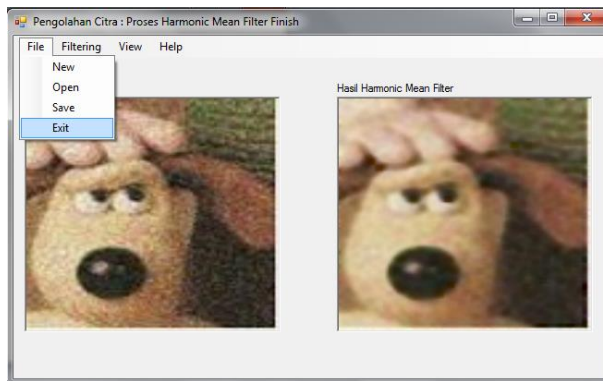 Pengolahan Citra : Proses Harmonic Mean Filter Finish
File Filtering View Help
New
Open
Save
Exit
Hasil Harmonic Mean Filter